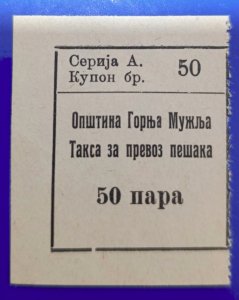 Серија А.
Купон бр. 50
Општина Горња Мужља
Такса за превоз пешака
50 пара